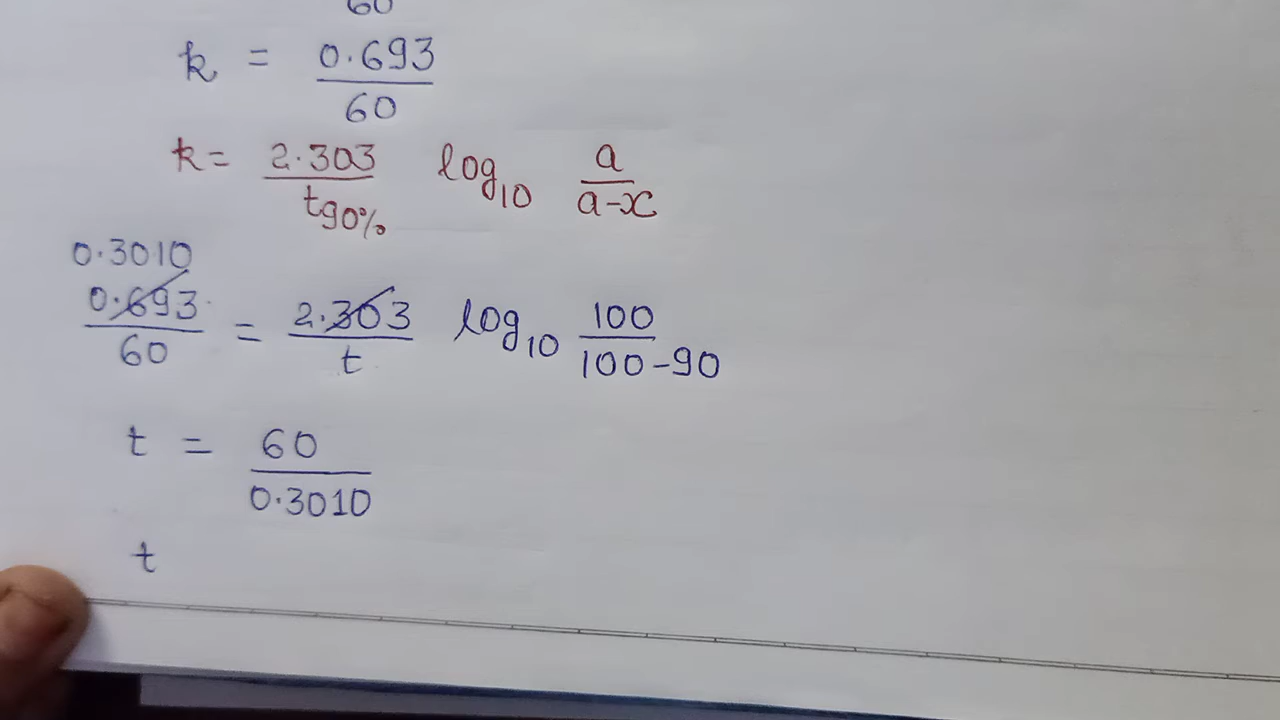 60
k = 0.693 / 60
k = 2.303 / t90% log10 a / a-x
0.3010
0.693 / 60 = 2.303 / t log10 100 / 100-90
t = 60 / 0.3010
t